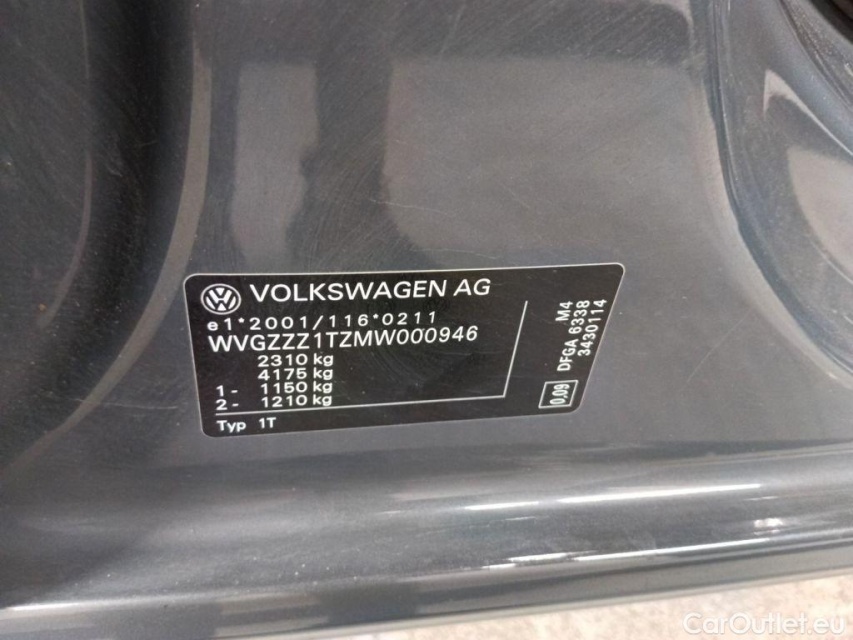 VOLKSWAGEN AG
e1*2001/116*0211
WVGZZZ1TZMW000946
2310 kg
4175 kg
1- 1150 kg
2- 1210 kg
Typ 1T
M4
DFGA 6338
3430114
0,09
CarOutlet.eu